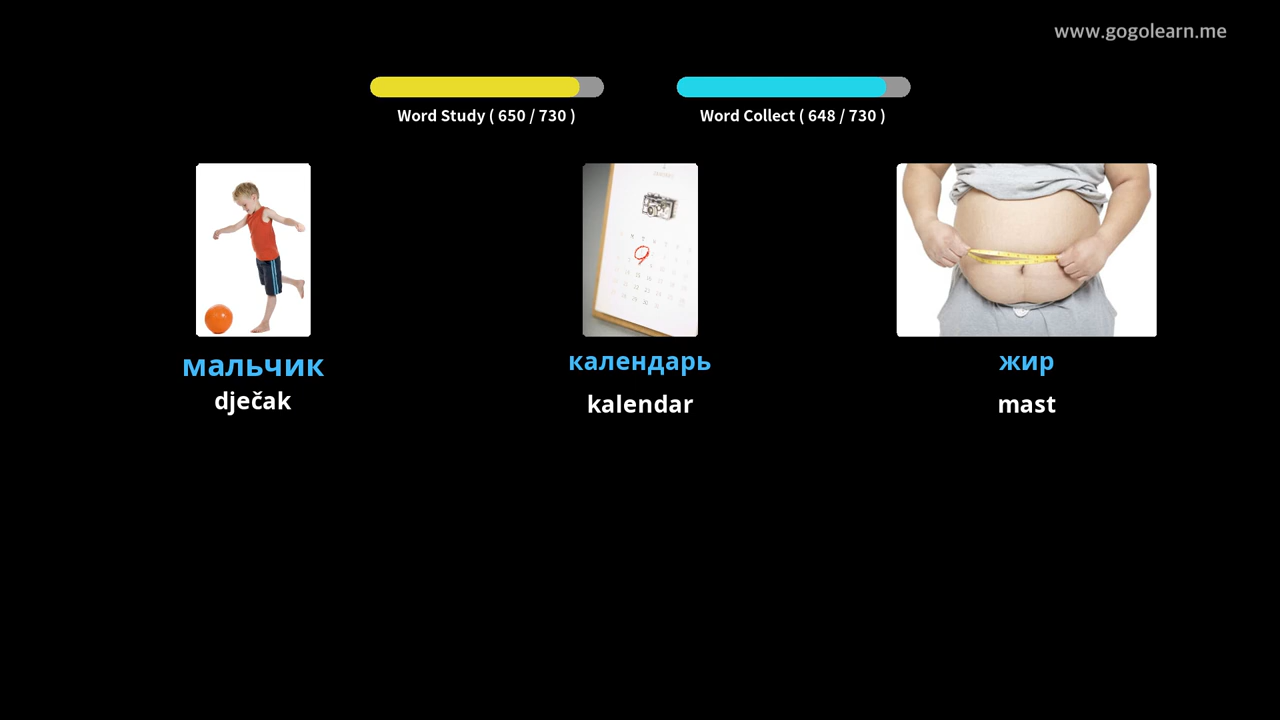 www.gogolearn.me
Word Study ( 650 / 730 )
Word Collect ( 648 / 730 )
мальчик
dječak
календарь
kalendar
жир
mast